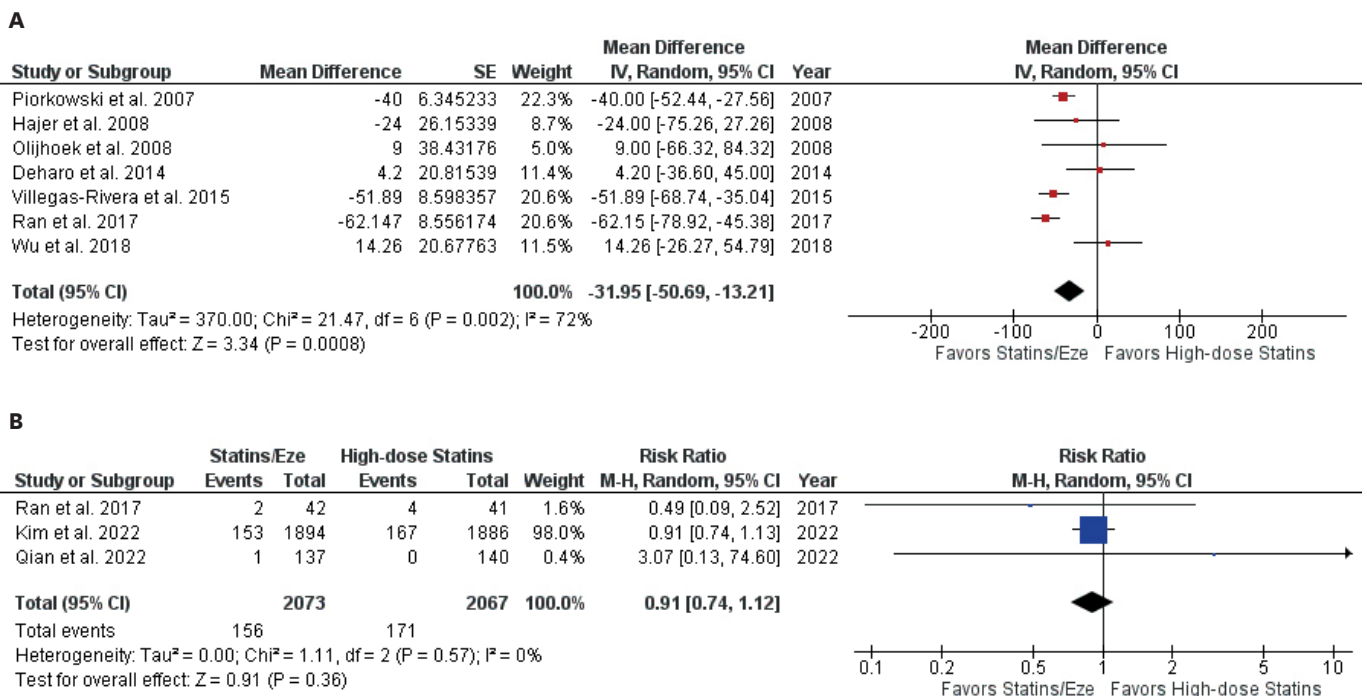 A
Mean Difference Mean Difference
Study or Subgroup Mean Difference SE Weight IV, Random, 95% CI Year IV, Random, 95% CI
Piorkowski et al. 2007 -40 6.345233 22.3% -40.00 [-52.44, -27.56] 2007
Hajer et al. 2008 -24 26.15339 8.7% -24.00 [-75.26, 27.26] 2008
Olijhoek et al. 2008 9 38.43176 5.0% 9.00 [-66.32, 84.32] 2008
Deharo et al. 2014 4.2 20.81539 11.4% 4.20 [-36.60, 45.00] 2014
Villegas-Rivera et al. 2015 -51.89 8.598357 20.6% -51.89 [-68.74, -35.04] 2015
Ran et al. 2017 -62.147 8.556174 20.6% -62.15 [-78.92, -45.38] 2017
Wu et al. 2018 14.26 20.67763 11.5% 14.26 [-26.27, 54.79] 2018
Total (95% CI) 100.0% -31.95 [-50.69, -13.21]
Heterogeneity: Tau² = 370.00; Chi² = 21.47, df = 6 (P = 0.002); I² = 72%
Test for overall effect: Z = 3.34 (P = 0.0008)
-200 -100 0 100 200
Favors Statins/Eze Favors High-dose Statins
B
Statins/Eze High-dose Statins Risk Ratio Risk Ratio
Study or Subgroup Events Total Events Total Weight M-H, Random, 95% CI Year M-H, Random, 95% CI
Ran et al. 2017 2 42 4 41 1.6% 0.49 [0.09, 2.52] 2017
Kim et al. 2022 153 1894 167 1886 98.0% 0.91 [0.74, 1.13] 2022
Qian et al. 2022 1 137 0 140 0.4% 3.07 [0.13, 74.60] 2022
Total (95% CI) 2073 2067 100.0% 0.91 [0.74, 1.12]
Total events 156 171
Heterogeneity: Tau² = 0.00; Chi² = 1.11, df = 2 (P = 0.57); I² = 0%
Test for overall effect: Z = 0.91 (P = 0.36)
0.1 0.2 0.5 1 2 5 10
Favors Statins/Eze Favors High-dose Statins